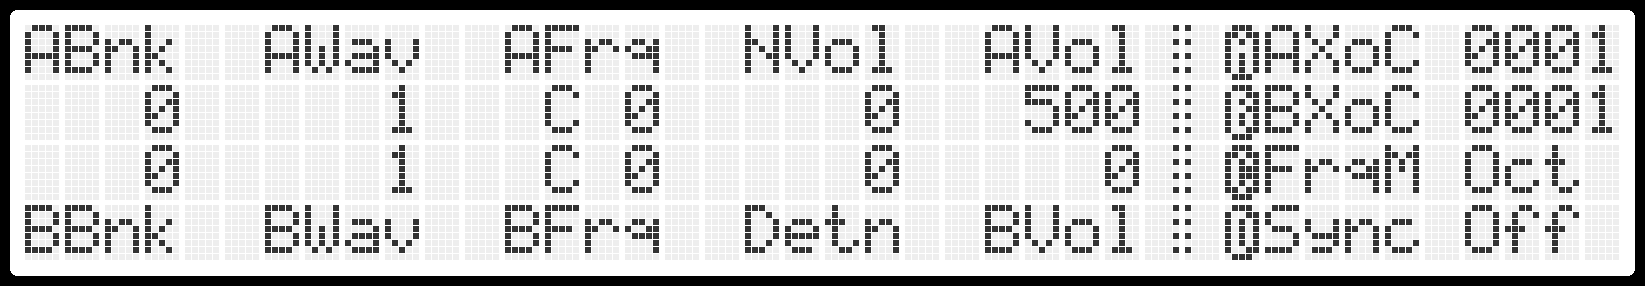 ABnk AWav AFrq NVol AVol AXoC 0001
0 1 C 0 0 500 BXoC 0001
0 1 C 0 0 0 FrqM Oct
BBnk BWav BFrq Detn BVol Sync Off